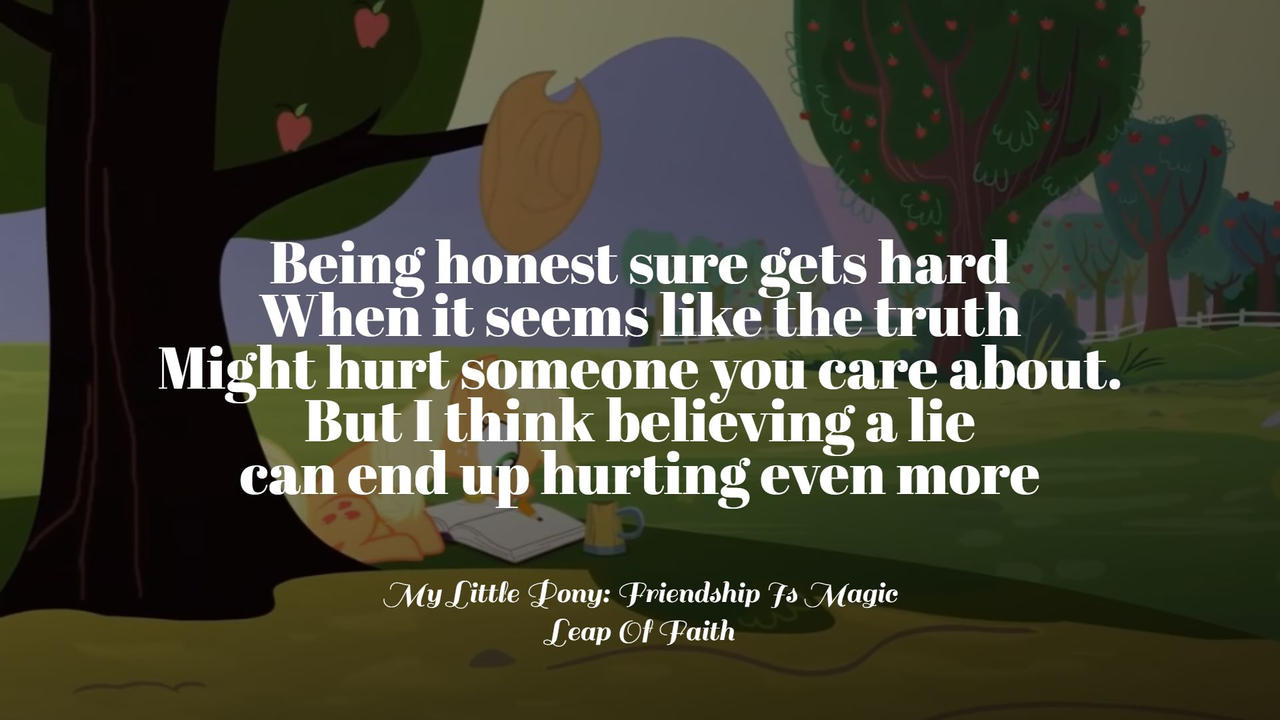 Being honest sure gets hard
When it seems like the truth
Might hurt someone you care about.
But I think believing a lie
can end up hurting even more
My Little Pony: Friendship Is Magic
Leap Of Faith